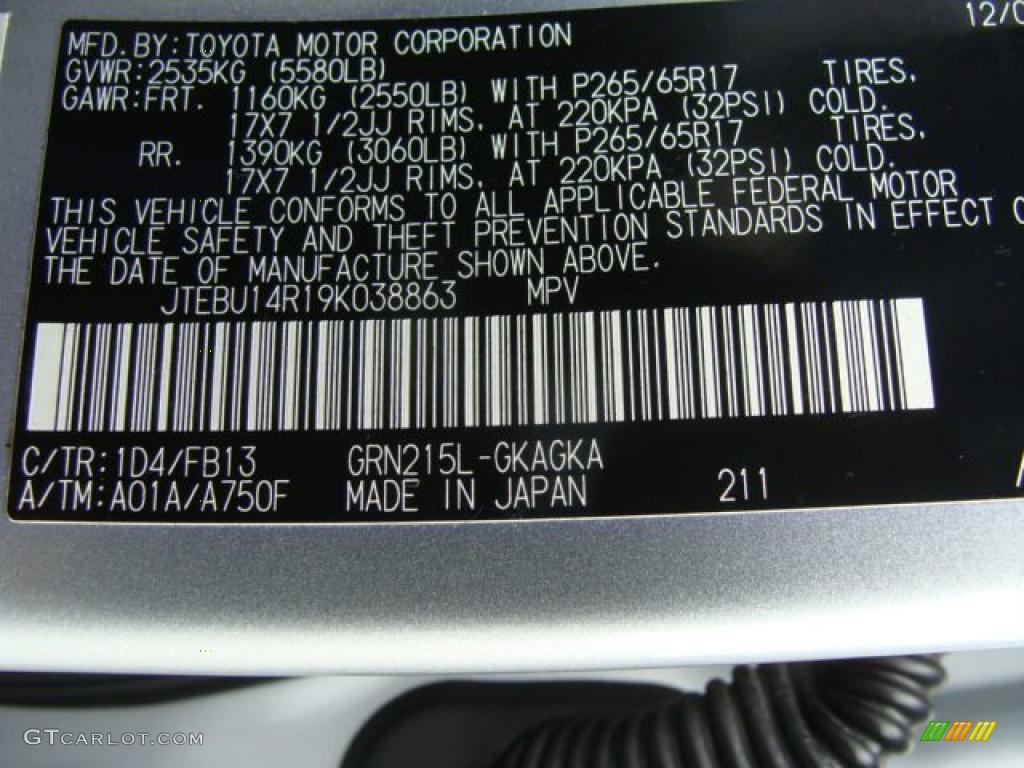 12/0
MFD.BY:TOYOTA MOTOR CORPORATION
GVWR:2535KG (5580LB)
GAWR:FRT. 1160KG (2550LB) WITH P265/65R17 TIRES,
17X7 1/2JJ RIMS, AT 220KPA (32PSI) COLD.
RR. 1390KG (3060LB) WITH P265/65R17 TIRES,
17X7 1/2JJ RIMS, AT 220KPA (32PSI) COLD.
THIS VEHICLE CONFORMS TO ALL APPLICABLE FEDERAL MOTOR
VEHICLE SAFETY AND THEFT PREVENTION STANDARDS IN EFFECT
THE DATE OF MANUFACTURE SHOWN ABOVE.
JTEBU14R19K038863 MPV
C/TR:1D4/FB13 GRN215L-GKAGKA
A/TM:A01A/A750F MADE IN JAPAN 211
GTCARLOT.COM